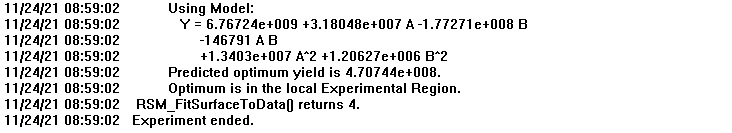 11/24/21 08:59:02 Using Model:
11/24/21 08:59:02 Y = 6.76724e+009 +3.18048e+007 A -1.77271e+008 B
11/24/21 08:59:02 -146791 A B
11/24/21 08:59:02 +1.3403e+007 A^2 +1.20627e+006 B^2
11/24/21 08:59:02 Predicted optimum yield is 4.70744e+008.
11/24/21 08:59:02 Optimum is in the local Experimental Region.
11/24/21 08:59:02 RSM_FitSurfaceToData() returns 4.
11/24/21 08:59:02 Experiment ended.